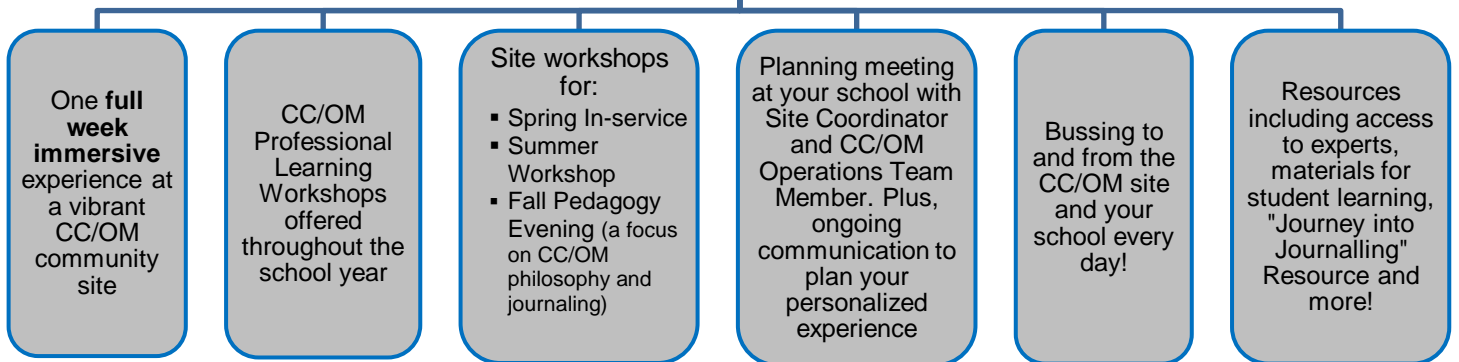 One full
week
immersive
experience at
a vibrant
CC/OM
community
site
CC/OM
Professional
Learning
Workshops
offered
throughout the
school year
Site workshops
for:
▪ Spring In-service
▪ Summer
Workshop
▪ Fall Pedagogy
Evening (a focus
on CC/OM
philosophy and
journaling)
Planning meeting
at your school with
Site Coordinator
and CC/OM
Operations Team
Member. Plus,
ongoing
communication to
plan your
personalized
experience
Bussing to
and from the
CC/OM site
and your
school every
day!
Resources
including access
to experts,
materials for
student learning,
"Journey into
Journalling"
Resource and
more!